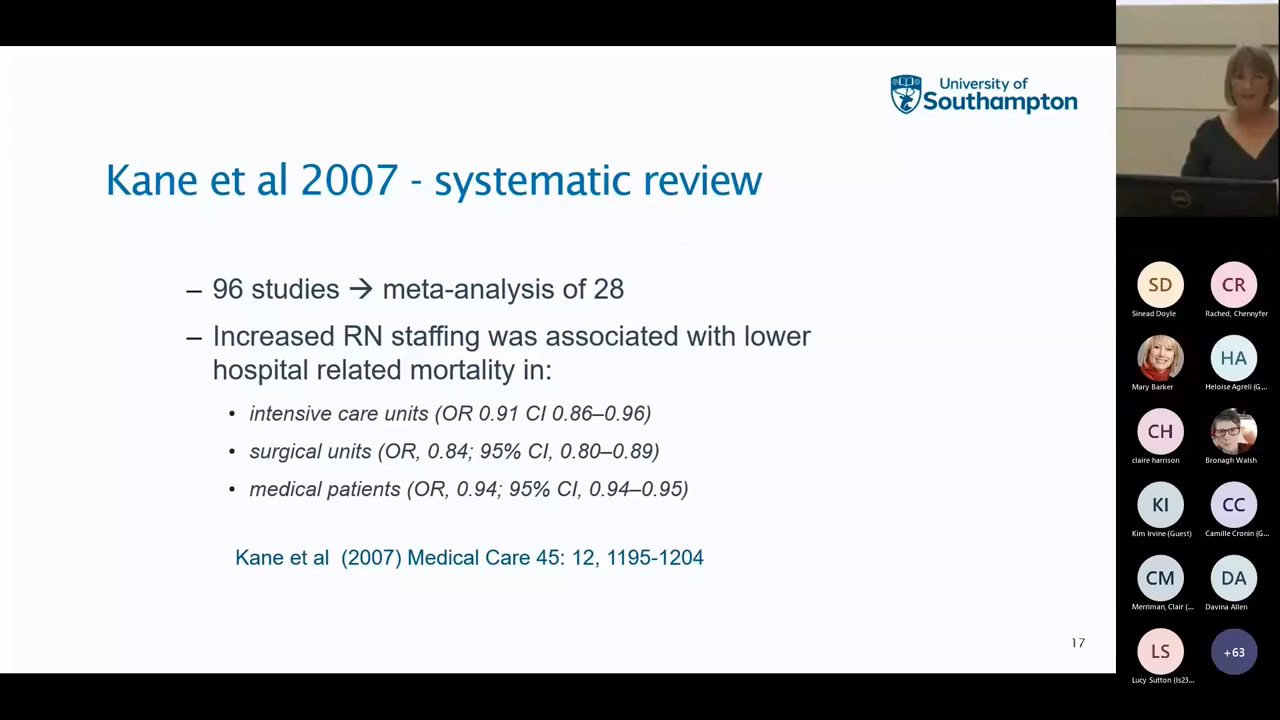 University of
Southampton
Kane et al 2007 - systematic review
– 96 studies → meta-analysis of 28
– Increased RN staffing was associated with lower
hospital related mortality in:
• intensive care units (OR 0.91 CI 0.86–0.96)
• surgical units (OR, 0.84; 95% CI, 0.80–0.89)
• medical patients (OR, 0.94; 95% CI, 0.94–0.95)
Kane et al (2007) Medical Care 45: 12, 1195-1204
17
SD
CR
Sinead Doyle
Rached, Chennyfer
HA
Mary Barker
Heloise Agreli (G...
CH
claire harrison
Bronagh Walsh
KI
CC
Kim Irvine (Guest)
Camille Cronin (G...
CM
DA
Merriman, Clair (...
Davina Allen
LS
+63
Lucy Sutton (ls23...